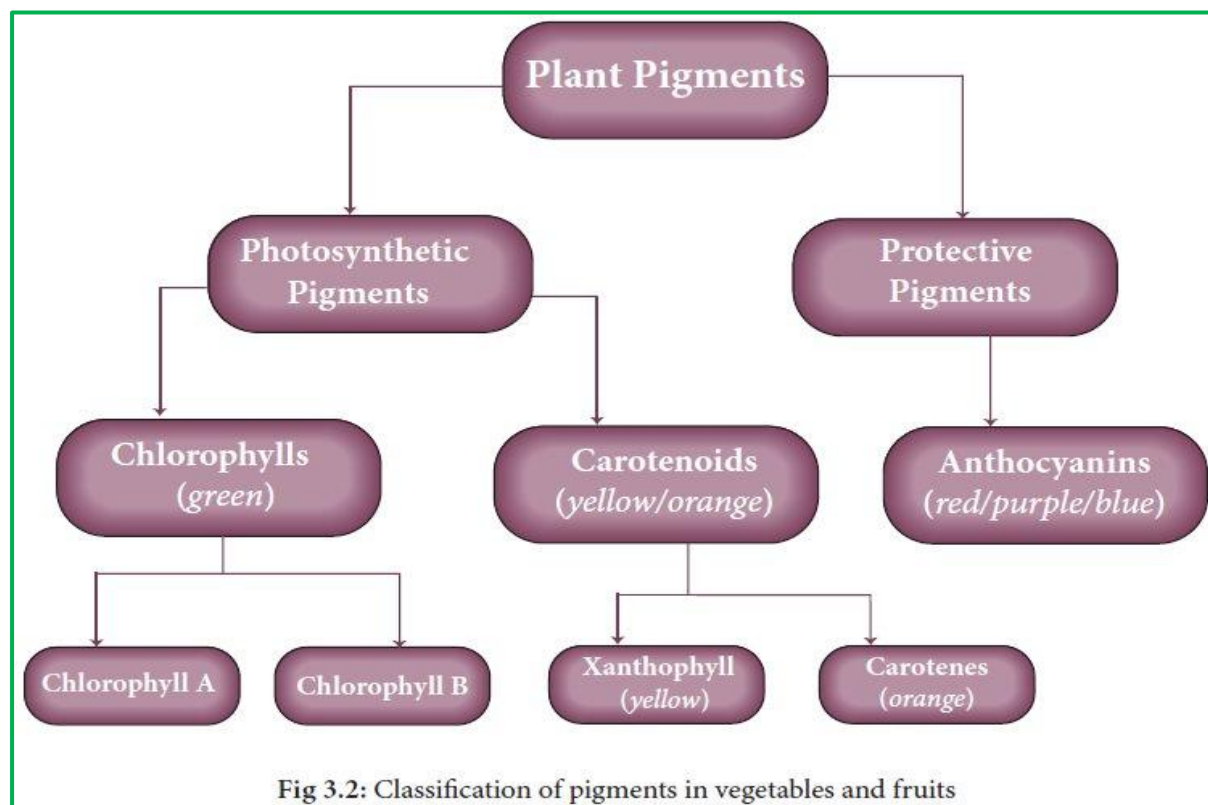 Plant Pigments
Photosynthetic
Pigments
Protective
Pigments
Chlorophylls
(green)
Carotenoids
(yellow/orange)
Anthocyanins
(red/purple/blue)
Chlorophyll A
Chlorophyll B
Xanthophyll
(yellow)
Carotenes
(orange)
Fig 3.2: Classification of pigments in vegetables and fruits